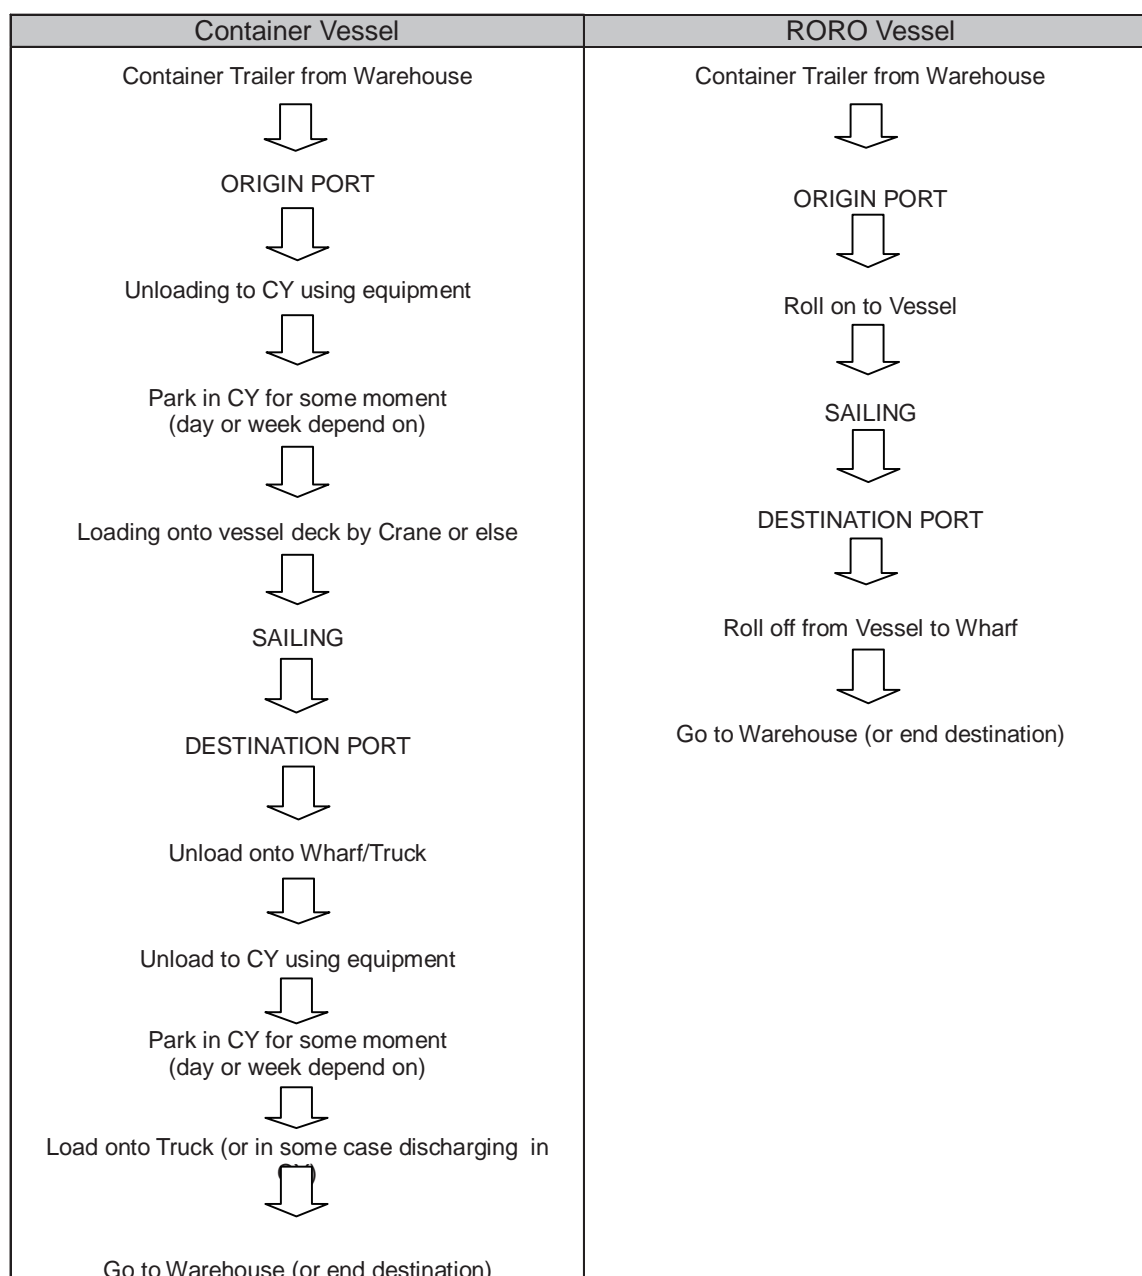 Container Vessel
Container Trailer from Warehouse
ORIGIN PORT
Unloading to CY using equipment
Park in CY for some moment
(day or week depend on)
Loading onto vessel deck by Crane or else
SAILING
DESTINATION PORT
Unload onto Wharf/Truck
Unload to CY using equipment
Park in CY for some moment
(day or week depend on)
Load onto Truck (or in some case discharging in
Go to Warehouse (or end destination)
RORO Vessel
Container Trailer from Warehouse
ORIGIN PORT
Roll on to Vessel
SAILING
DESTINATION PORT
Roll off from Vessel to Wharf
Go to Warehouse (or end destination)